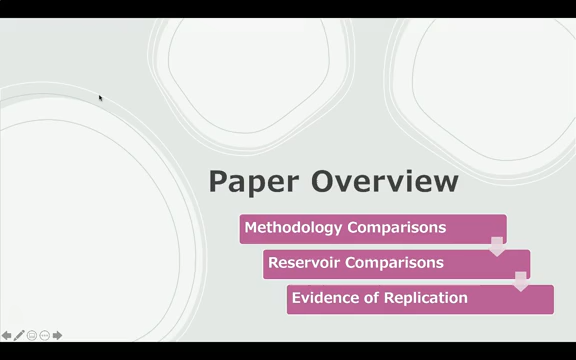 Paper Overview
Methodology Comparisons
Reservoir Comparisons
Evidence of Replication